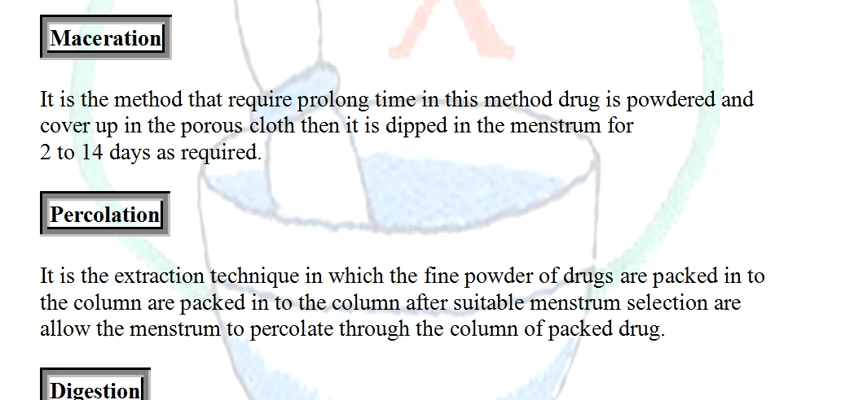 Maceration
It is the method that require prolong time in this method drug is powdered and
cover up in the porous cloth then it is dipped in the menstrum for
2 to 14 days as required.
Percolation
It is the extraction technique in which the fine powder of drugs are packed in to
the column are packed in to the column after suitable menstrum selection are
allow the menstrum to percolate through the column of packed drug.
Digestion